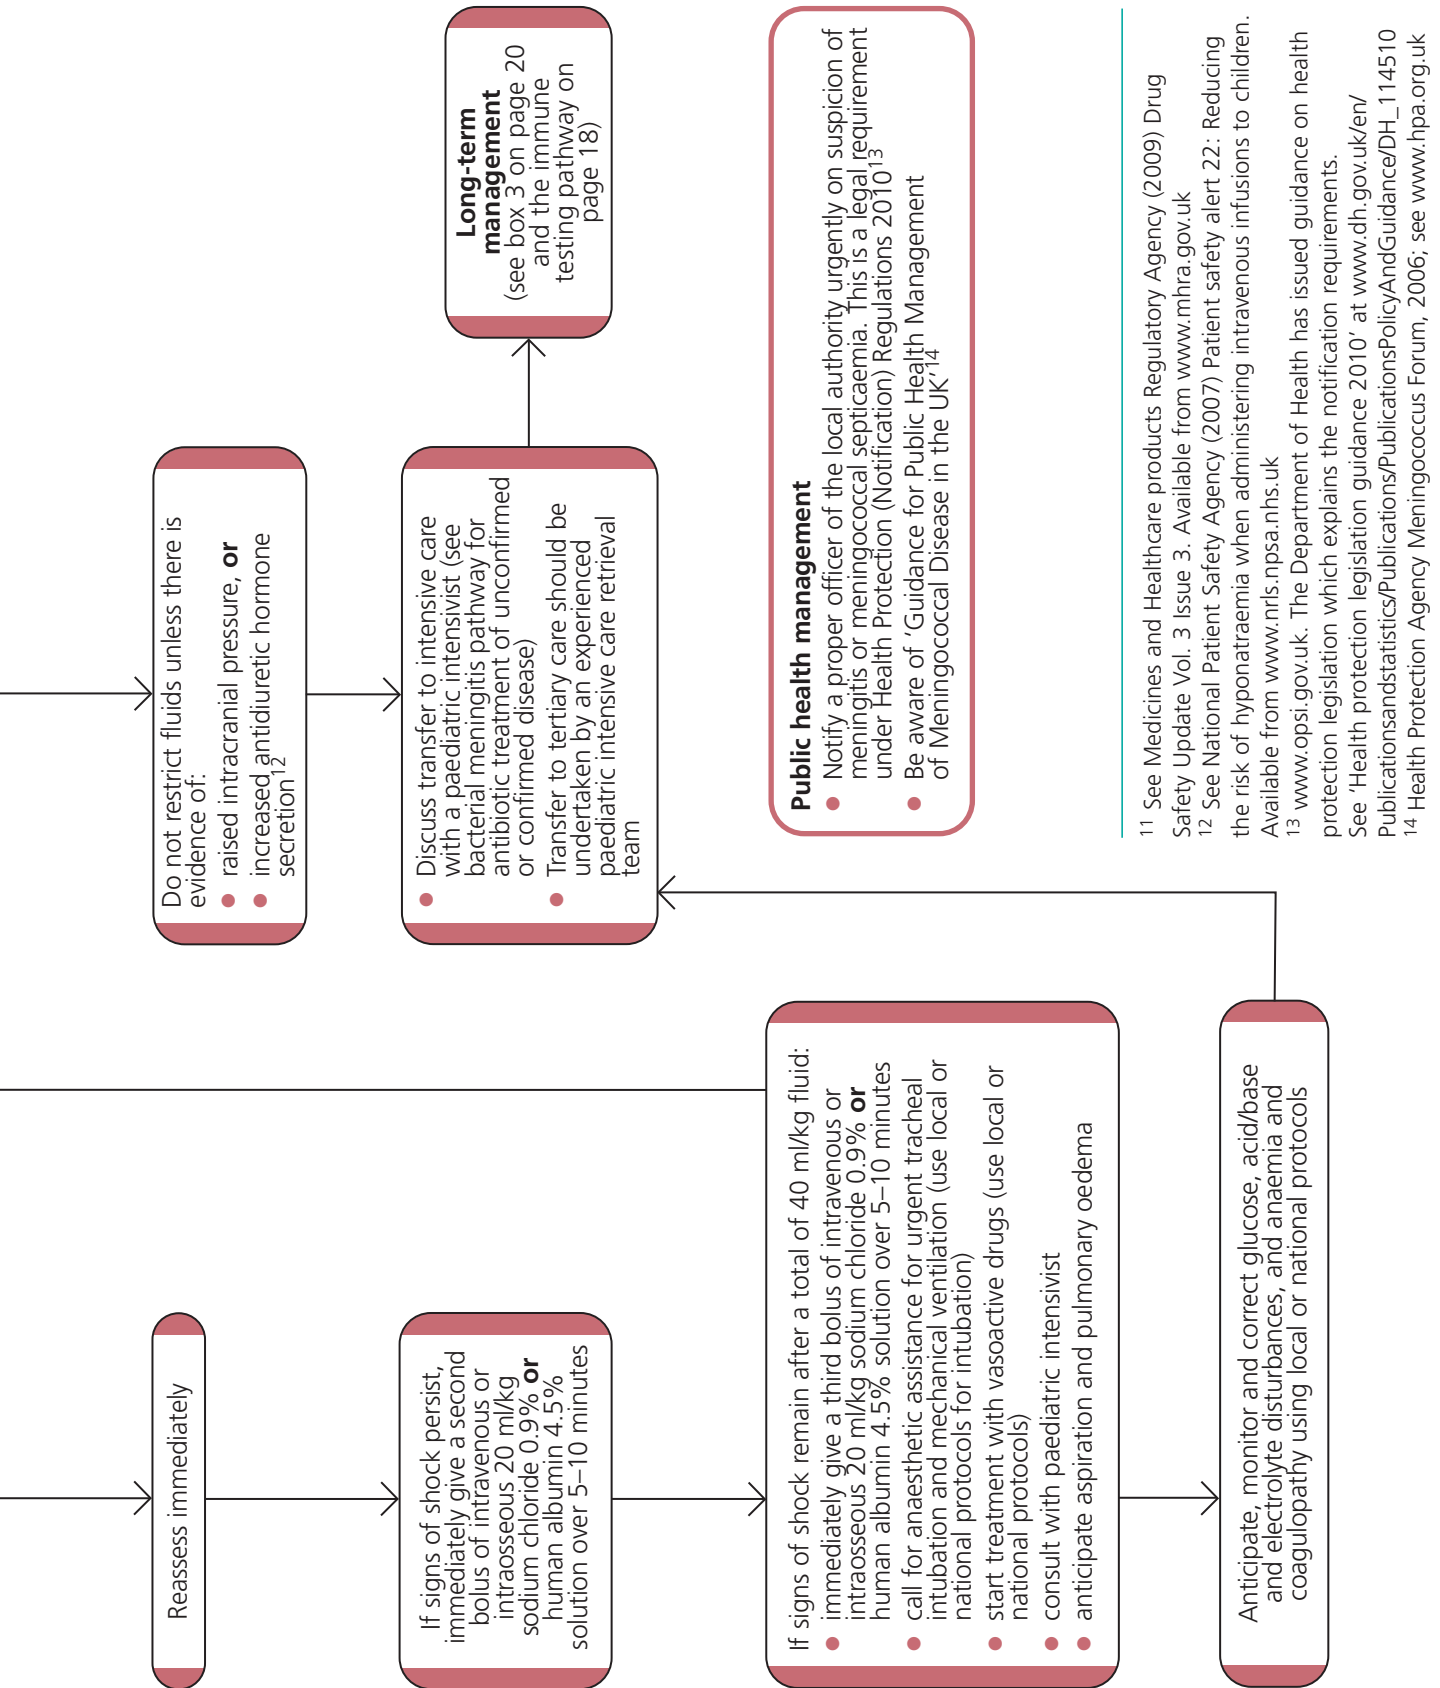 Reassess immediately
If signs of shock persist,
immediately give a second
bolus of intravenous or
intraosseous 20 ml/kg
sodium chloride 0.9% or
human albumin 4.5%
solution over 5–10 minutes
If signs of shock remain after a total of 40 ml/kg fluid:
● immediately give a third bolus of intravenous or
intraosseous 20 ml/kg sodium chloride 0.9% or
human albumin 4.5% solution over 5–10 minutes
● call for anaesthetic assistance for urgent tracheal
intubation and mechanical ventilation (use local or
national protocols for intubation)
● start treatment with vasoactive drugs (use local or
national protocols)
● consult with paediatric intensivist
● anticipate aspiration and pulmonary oedema
Anticipate, monitor and correct glucose, acid/base
and electrolyte disturbances, and anaemia and
coagulopathy using local or national protocols
Do not restrict fluids unless there is
evidence of:
● raised intracranial pressure, or
● increased antidiuretic hormone
secretion12
● Discuss transfer to intensive care
with a paediatric intensivist (see
bacterial meningitis pathway for
antibiotic treatment of unconfirmed
or confirmed disease)
● Transfer to tertiary care should be
undertaken by an experienced
paediatric intensive care retrieval
team
Long-term
management
(see box 3 on page 20
and the immune
testing pathway on
page 18)
Public health management
● Notify a proper officer of the local authority urgently on suspicion of
meningitis or meningococcal septicaemia. This is a legal requirement
under Health Protection (Notification) Regulations 201013
● Be aware of ‘Guidance for Public Health Management
of Meningococcal Disease in the UK’14
11 See Medicines and Healthcare products Regulatory Agency (2009) Drug
Safety Update Vol. 3 Issue 3. Available from www.mhra.gov.uk
12 See National Patient Safety Agency (2007) Patient safety alert 22: Reducing
the risk of hyponatraemia when administering intravenous infusions to children.
Available from www.mrls.npsa.nhs.uk
13 www.opsi.gov.uk. The Department of Health has issued guidance on health
protection legislation which explains the notification requirements.
See ‘Health protection legislation guidance 2010’ at www.dh.gov.uk/en/
Publicationsandstatistics/Publications/PublicationsPolicyAndGuidance/DH_114510
14 Health Protection Agency Meningococcus Forum, 2006; see www.hpa.org.uk